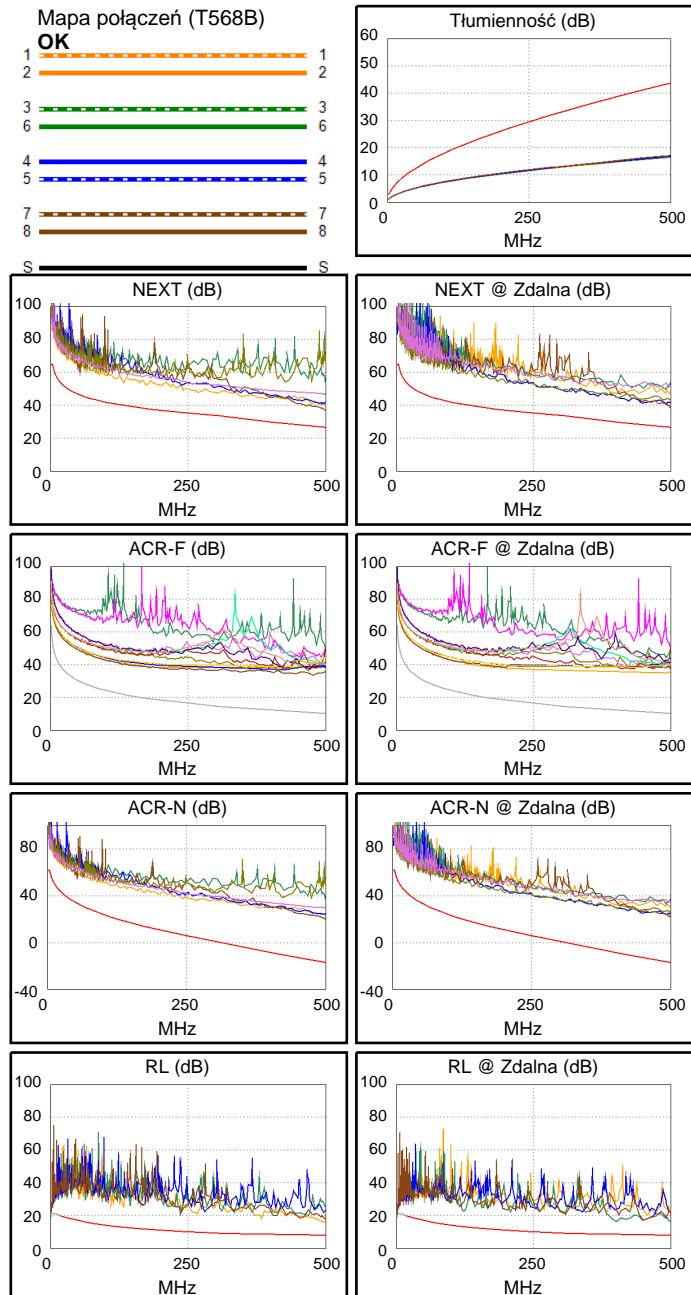 Mapa połączeń (T568B)
OK
1 1
2 2
3 3
6 6
4 4
5 5
7 7
8 8
S S
Tłumienność (dB)
60
50
40
30
20
10
0
0 250 500
MHz
NEXT (dB)
100
80
60
40
20
0
0 250 500
MHz
NEXT @ Zdalna (dB)
100
80
60
40
20
0
0 250 500
MHz
ACR-F (dB)
100
80
60
40
20
0
0 250 500
MHz
ACR-F @ Zdalna (dB)
100
80
60
40
20
0
0 250 500
MHz
ACR-N (dB)
80
40
0
-40
0 250 500
MHz
ACR-N @ Zdalna (dB)
80
40
0
-40
0 250 500
MHz
RL (dB)
100
80
60
40
20
0
0 250 500
MHz
RL @ Zdalna (dB)
100
80
60
40
20
0
0 250 500
MHz